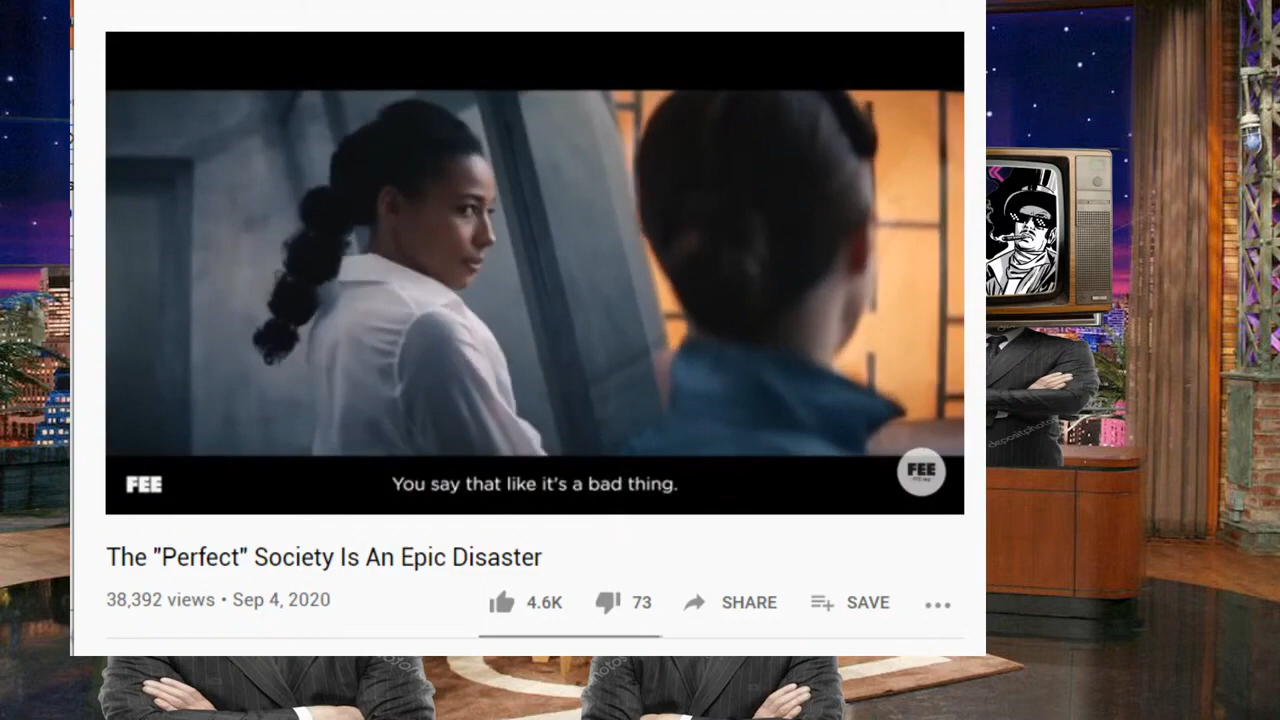 FEE
You say that like it's a bad thing.
FEE
The "Perfect" Society Is An Epic Disaster
38,392 views • Sep 4, 2020
4.6K
73
SHARE
SAVE
depositphotos